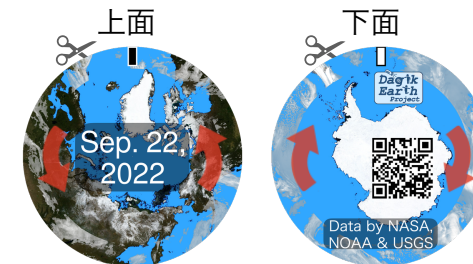 上面
Sep. 22,
2022
下面
Dagik
Earth
Project
Data by NASA,
NOAA & USGS